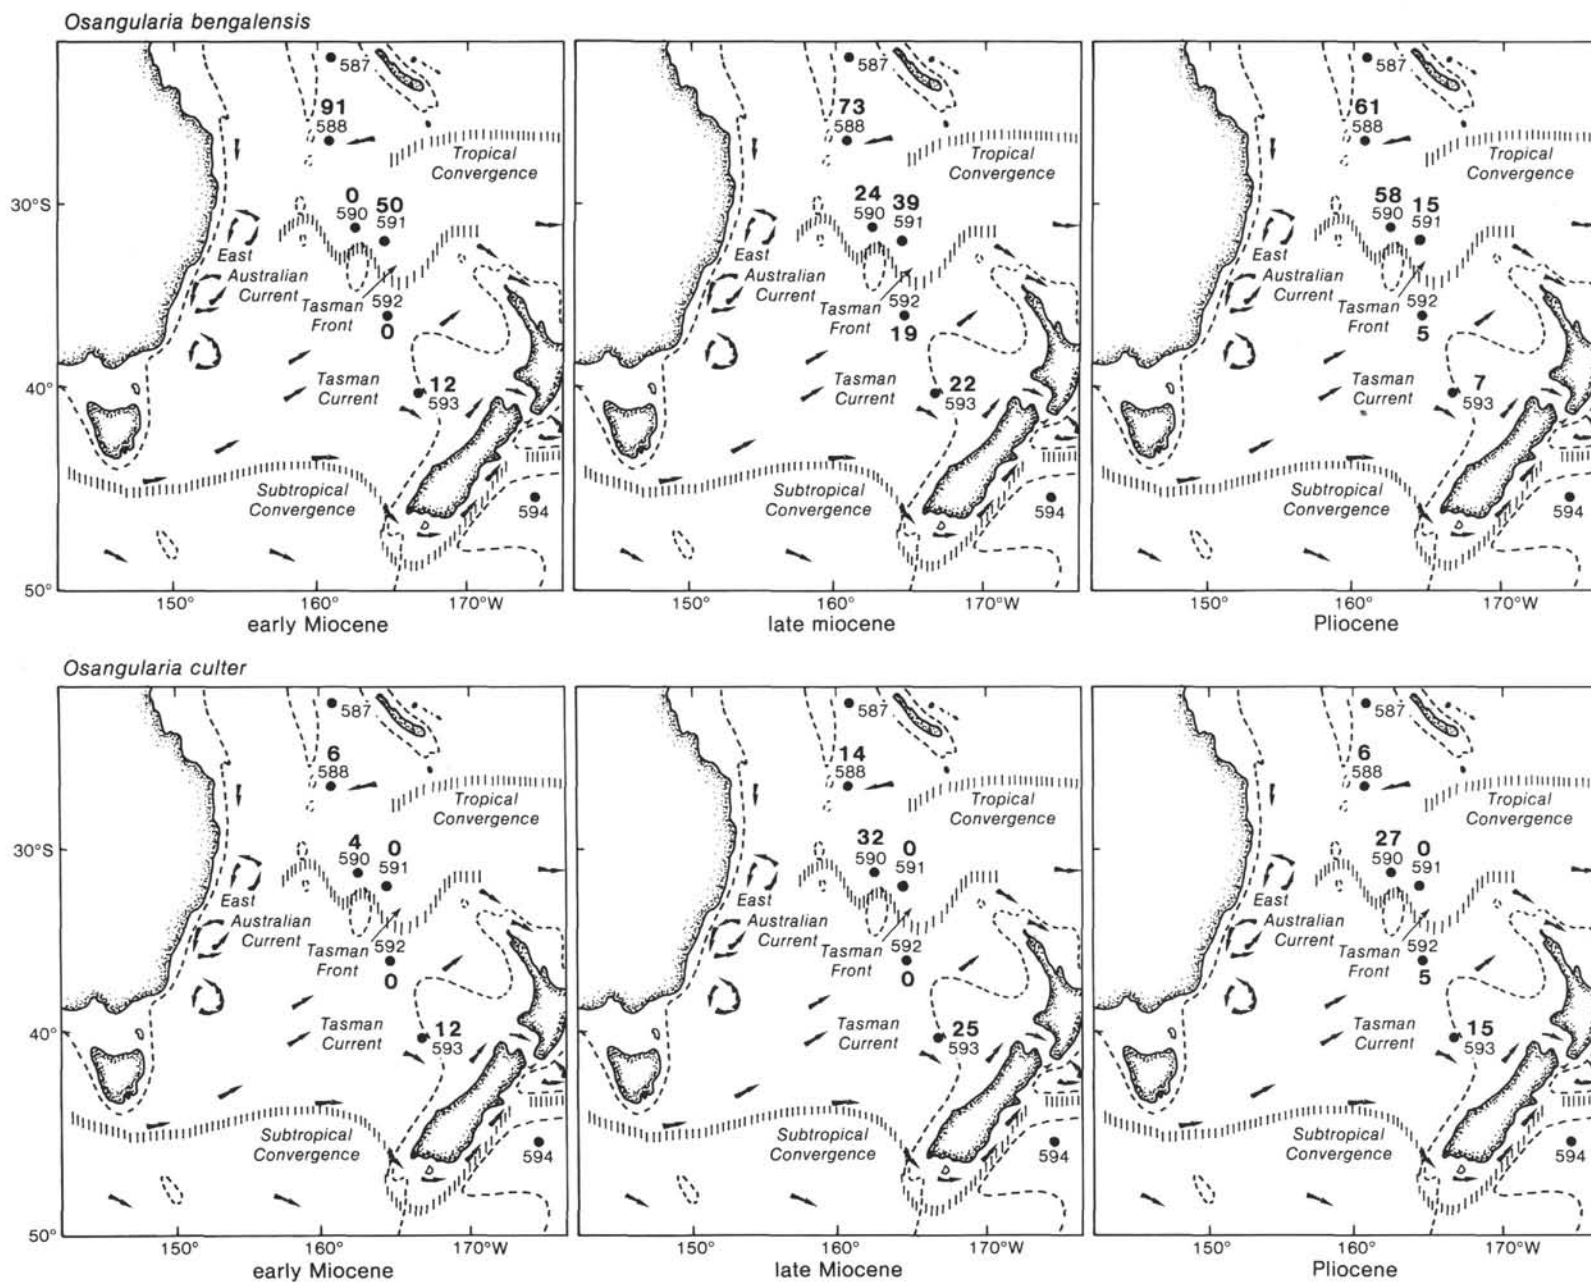 Osangularia bengalensis
587
91
588
Tropical
Convergence
30°S
0
590
50
591
East
Australian
Current
Tasman
Front
592
0
40°
Tasman
Current
12
593
Subtropical
Convergence
594
50°
150°
160°
170°W
early Miocene
587
73
588
Tropical
Convergence
24
590
39
591
East
Australian
Current
Tasman
Front
592
19
Tasman
Current
22
593
Subtropical
Convergence
594
150°
160°
170°W
late miocene
587
61
588
Tropical
Convergence
58
590
15
591
East
Australian
Current
Tasman
Front
592
5
Tasman
Current
7
593
Subtropical
Convergence
594
150°
160°
170°W
Pliocene
Osangularia culter
587
6
588
Tropical
Convergence
30°S
4
590
0
591
East
Australian
Current
Tasman
Front
592
0
40°
Tasman
Current
12
593
Subtropical
Convergence
594
50°
150°
160°
170°W
early Miocene
587
14
588
Tropical
Convergence
32
590
0
591
East
Australian
Current
Tasman
Front
592
0
Tasman
Current
25
593
Subtropical
Convergence
594
150°
160°
170°W
late Miocene
587
6
588
Tropical
Convergence
27
590
0
591
East
Australian
Current
Tasman
Front
592
5
Tasman
Current
15
593
Subtropical
Convergence
594
150°
160°
170°W
Pliocene